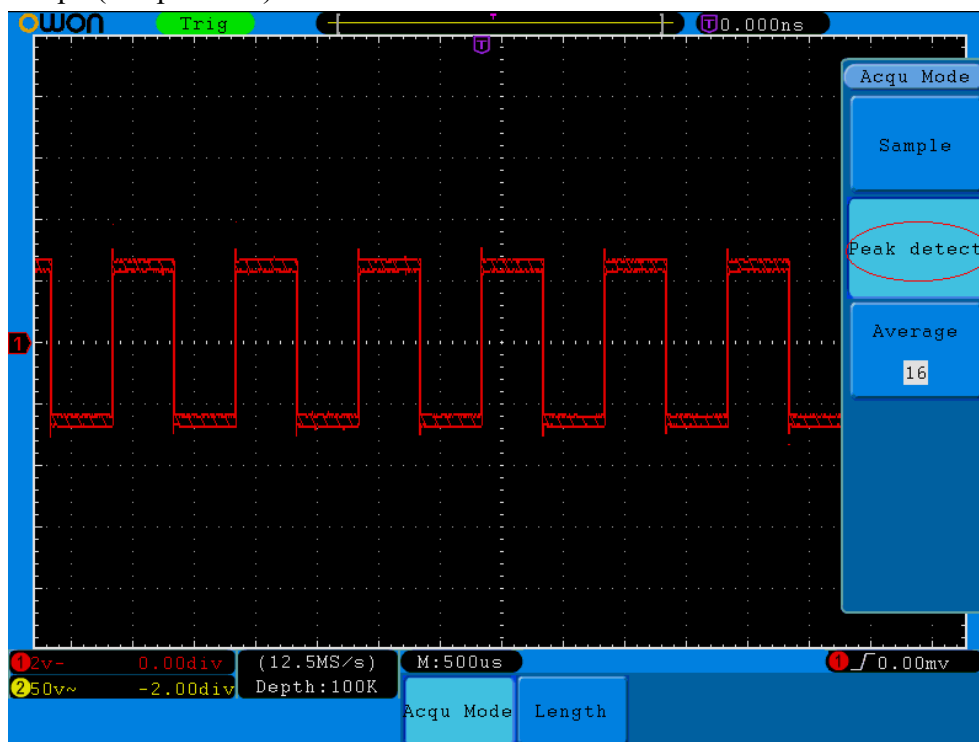 owon Trig T T 0.000ns
T
Acqu Mode
Sample
Peak detect
Average
16
1
1 2v- 0.00div (12.5MS/s) M:500us 1 0.00mv
2 50v~ -2.00div Depth:100K
Acqu Mode Length